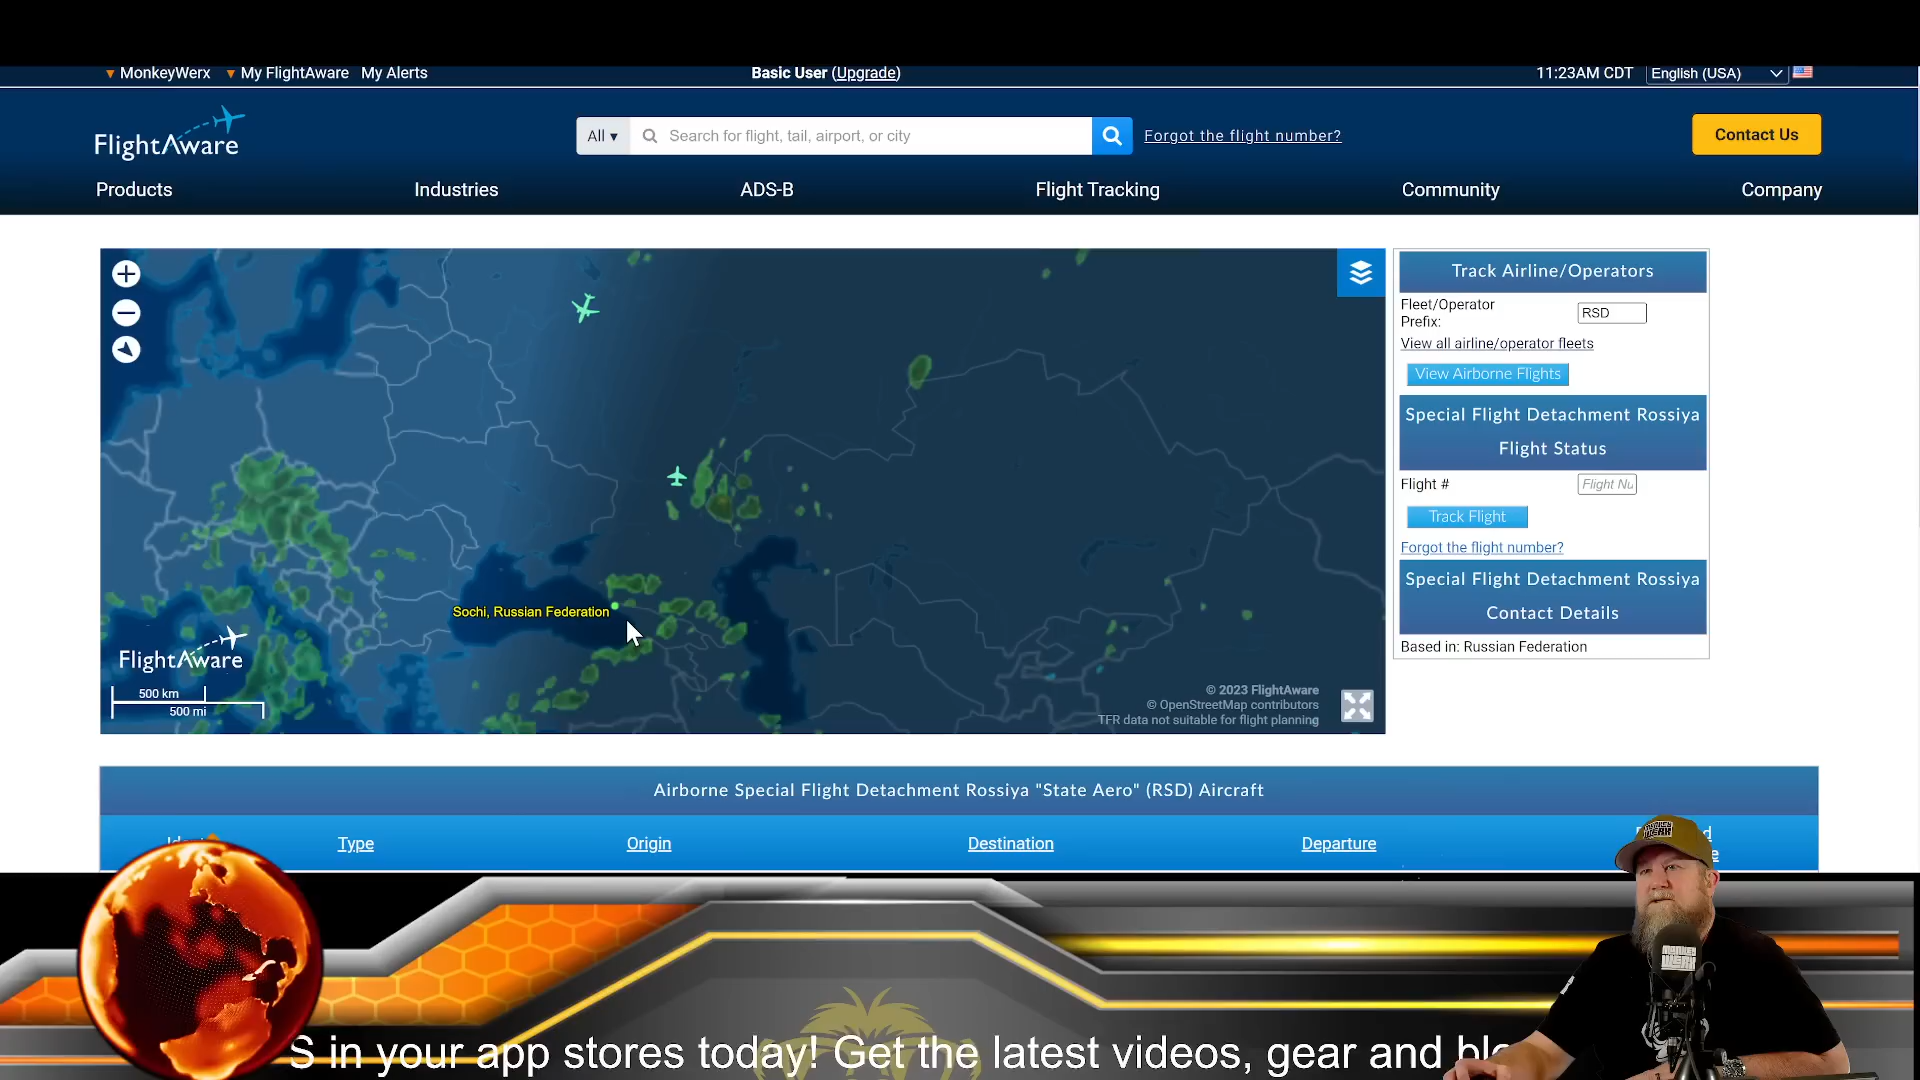 MonkeyWerx My FlightAware My Alerts
Basic User (Upgrade)
11:23AM CDT English (USA)
FlightAware
All Search for flight, tail, airport, or city
Forgot the flight number?
Contact Us
Products Industries ADS-B Flight Tracking Community Company
Sochi, Russian Federation
FlightAware
500 km
500 mi
© 2023 FlightAware
© OpenStreetMap contributors
TFR data not suitable for flight planning
Track Airline/Operators
Fleet/Operator
Prefix:
RSD
View all airline/operator fleets
View Airborne Flights
Special Flight Detachment Rossiya
Flight Status
Flight # Flight Nu
Track Flight
Forgot the flight number?
Special Flight Detachment Rossiya
Contact Details
Based in: Russian Federation
Airborne Special Flight Detachment Rossiya "State Aero" (RSD) Aircraft
Type Origin Destination Departure
S in your app stores today! Get the latest videos, gear and